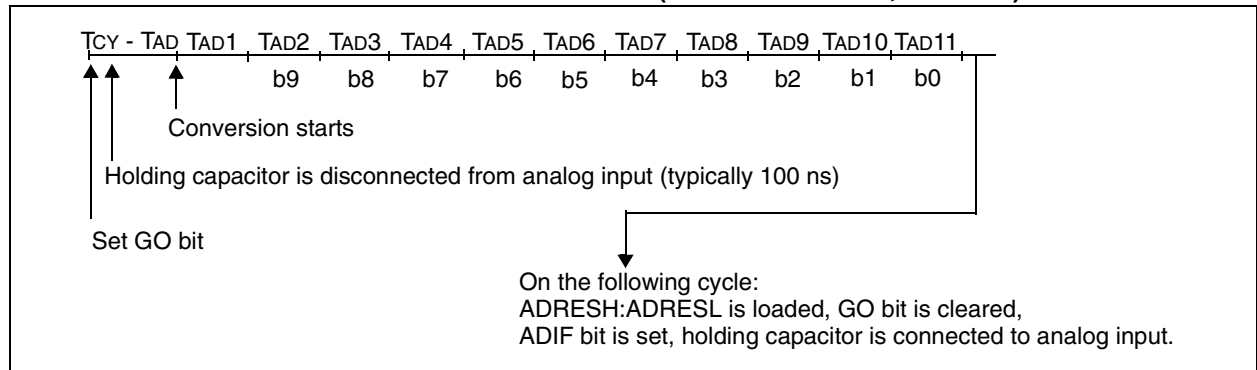 TCY - TAD TAD1 TAD2 TAD3 TAD4 TAD5 TAD6 TAD7 TAD8 TAD9 TAD10 TAD11
b9 b8 b7 b6 b5 b4 b3 b2 b1 b0
Conversion starts
Holding capacitor is disconnected from analog input (typically 100 ns)
Set GO bit
On the following cycle:
ADRESH:ADRESL is loaded, GO bit is cleared,
ADIF bit is set, holding capacitor is connected to analog input.